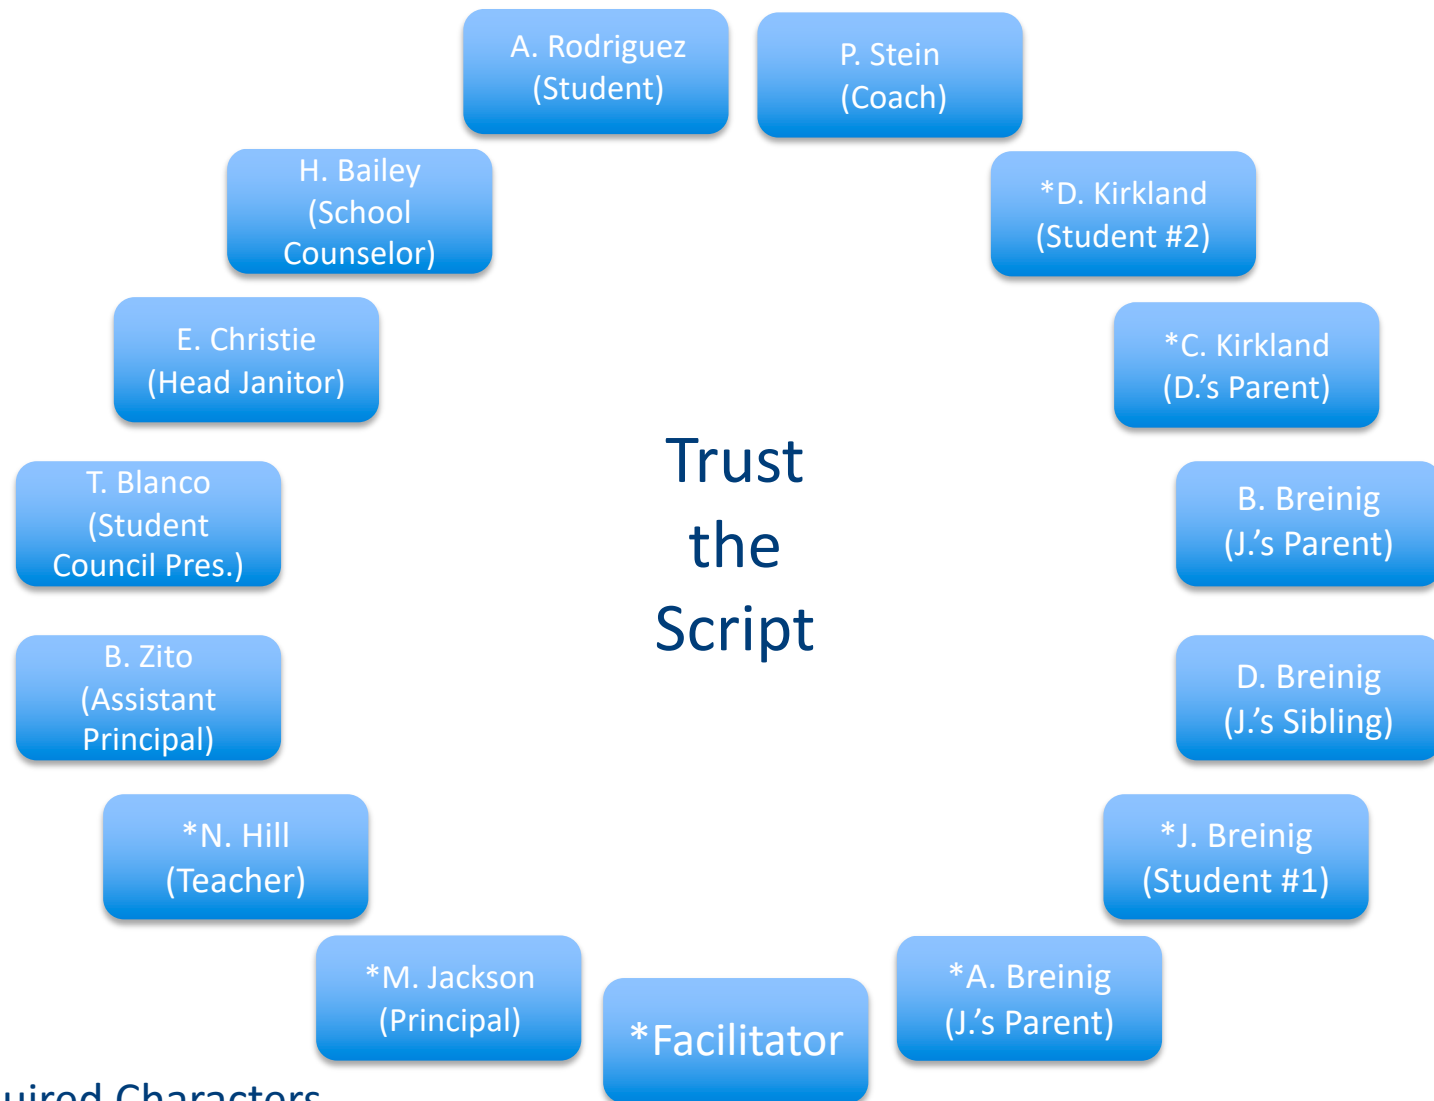 A. Rodriguez
(Student)
P. Stein
(Coach)
H. Bailey
(School
Counselor)
*D. Kirkland
(Student #2)
E. Christie
(Head Janitor)
*C. Kirkland
(D.'s Parent)
Trust
the
Script
T. Blanco
(Student
Council Pres.)
B. Breinig
(J.'s Parent)
B. Zito
(Assistant
Principal)
D. Breinig
(J.'s Sibling)
*N. Hill
(Teacher)
*J. Breinig
(Student #1)
*M. Jackson
(Principal)
*Facilitator
*A. Breinig
(J.'s Parent)
Characters